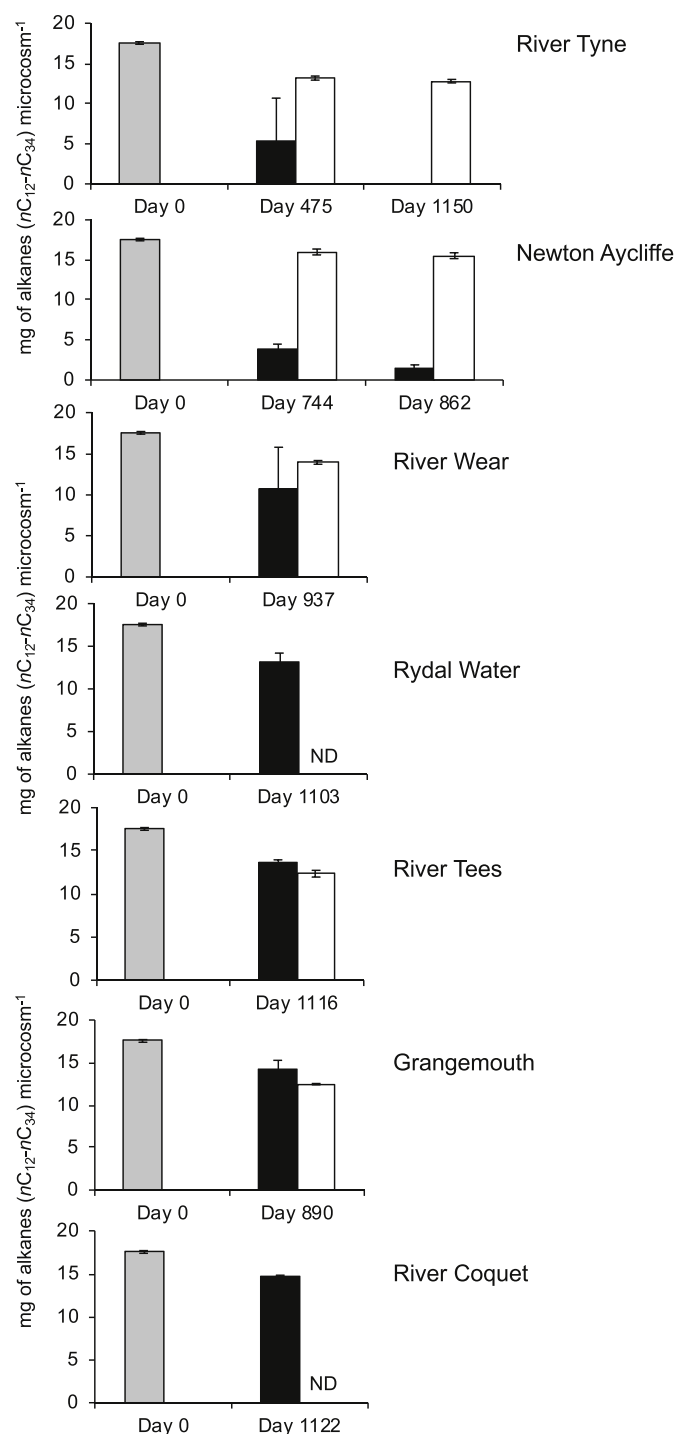 River Tyne
20
15
10
5
0
Day 0 Day 475 Day 1150
Newton Aycliffe
20
15
10
5
0
Day 0 Day 744 Day 862
mg of alkanes (nC12-nC34) microcosm-1
River Wear
20
15
10
5
0
Day 0 Day 937
Rydal Water
20
15
10
5
0
ND
Day 0 Day 1103
mg of alkanes (nC12-nC34) microcosm-1
River Tees
20
15
10
5
0
Day 0 Day 1116
Grangemouth
20
15
10
5
0
Day 0 Day 890
River Coquet
20
15
10
5
0
ND
Day 0 Day 1122
mg of alkanes (nC12-nC34) microcosm-1